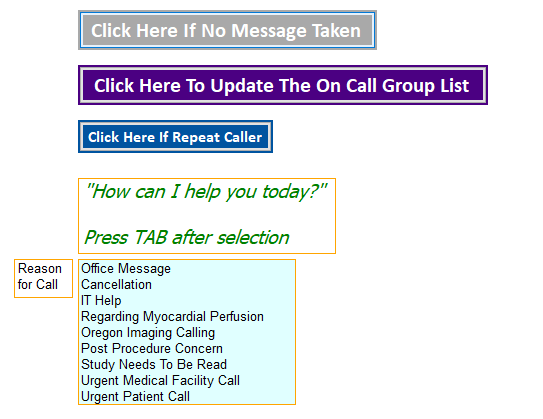 Click Here If No Message Taken
Click Here To Update The On Call Group List
Click Here If Repeat Caller
"How can I help you today?"
Press TAB after selection
Reason
for Call
Office Message
Cancellation
IT Help
Regarding Myocardial Perfusion
Oregon Imaging Calling
Post Procedure Concern
Study Needs To Be Read
Urgent Medical Facility Call
Urgent Patient Call